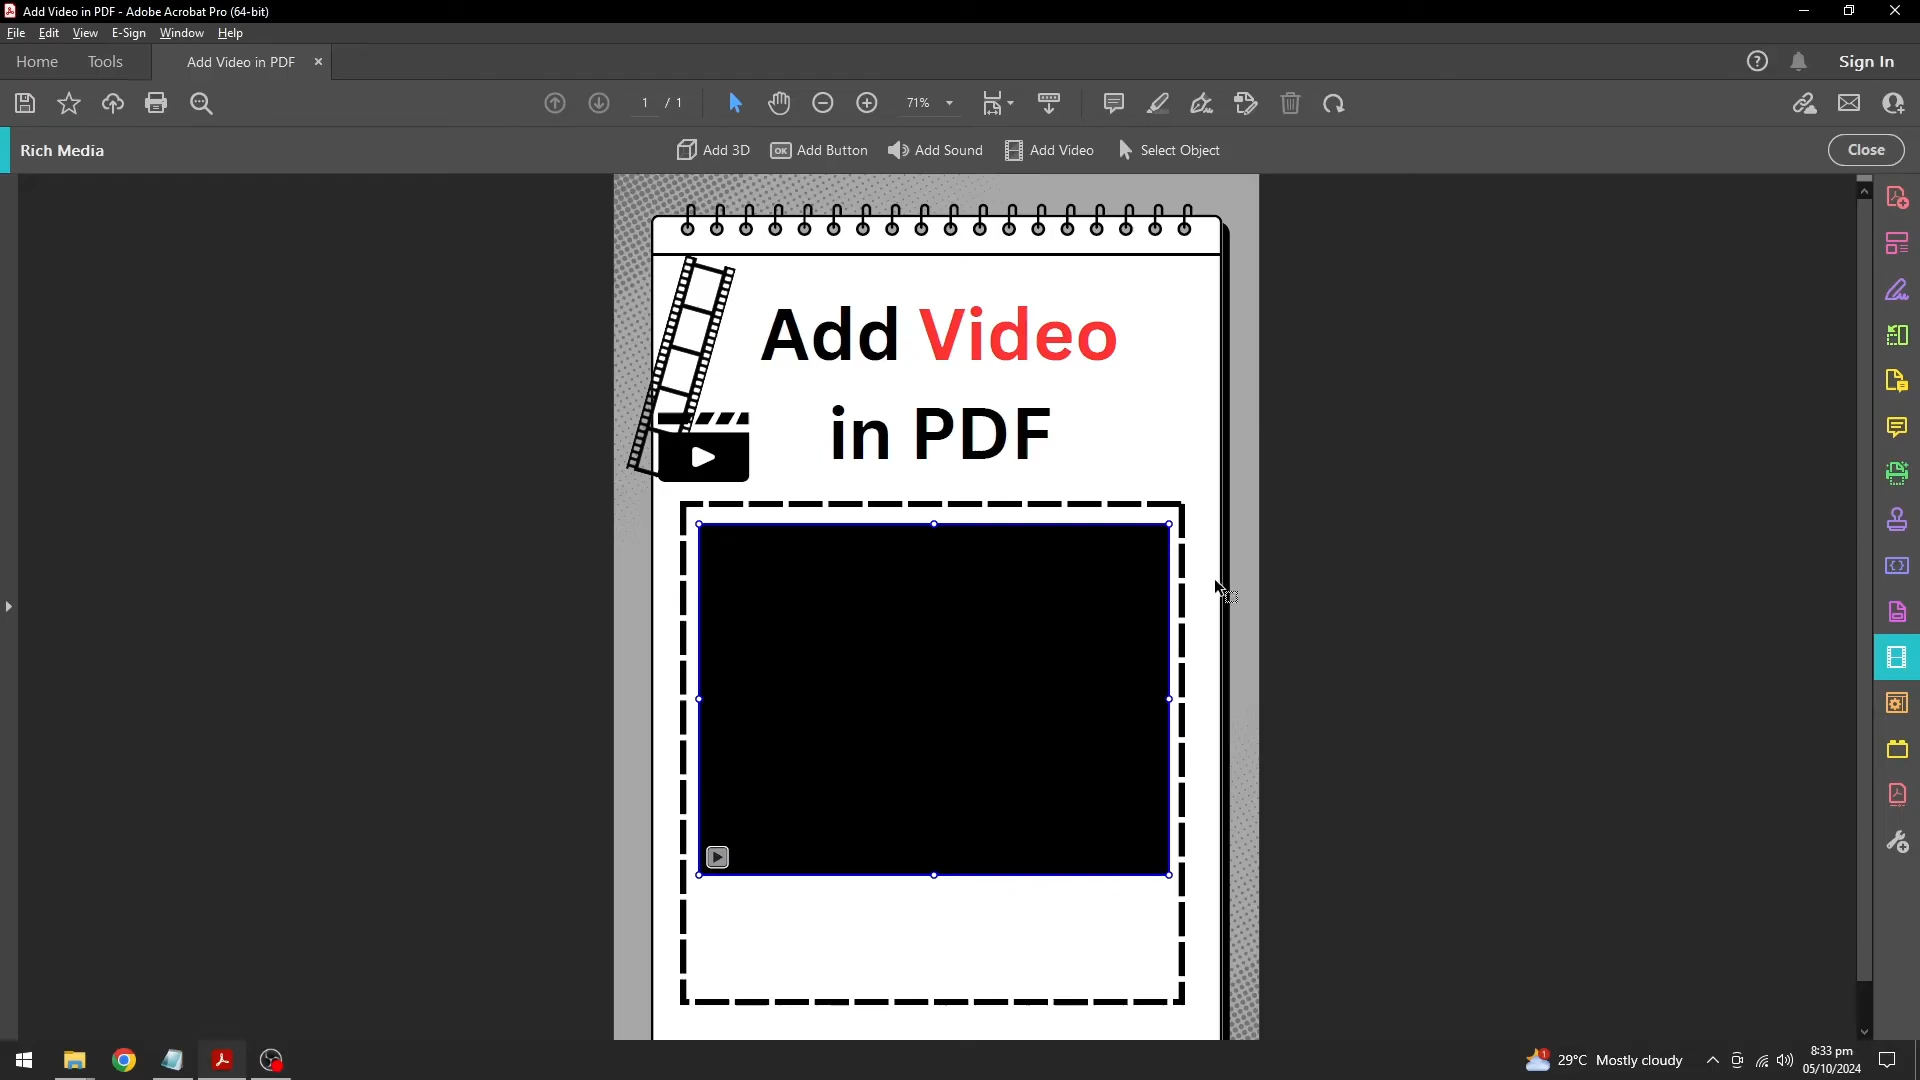 Add Video in PDF - Adobe Acrobat Pro (64-bit)
File Edit View E-Sign Window Help
Home Tools Add Video in PDF Sign In
1 / 1 71%
Rich Media Add 3D OK Add Button Add Sound Add Video Select Object Close
Add Video
in PDF
1 29°C Mostly cloudy 8:33 pm
05/10/2024